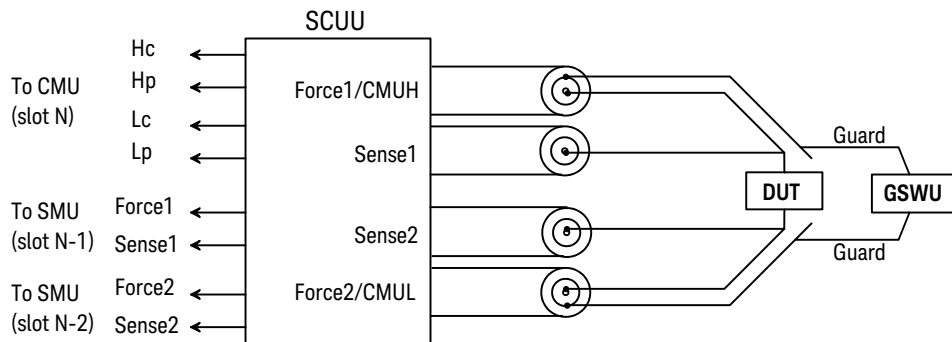 SCUU
Hc
Hp
Lc
Lp
To CMU
(slot N)
Force1
Sense1
To SMU
(slot N-1)
Force2
Sense2
To SMU
(slot N-2)
Force1/CMUH
Sense1
Sense2
Force2/CMUL
Guard
DUT
GSWU
Guard